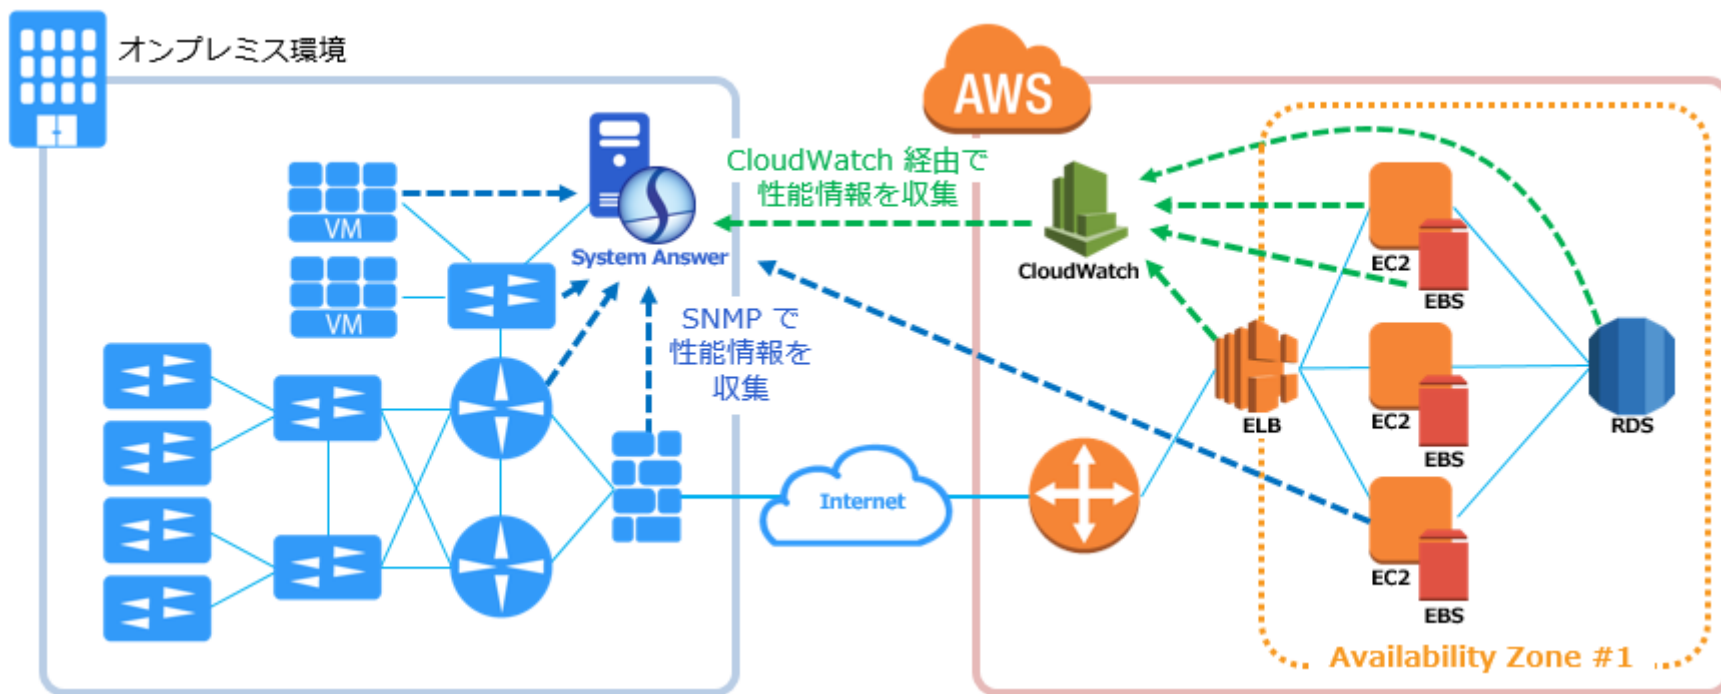 オンプレミス環境
AWS
CloudWatch 経由で
性能情報を収集
VM
System Answer
CloudWatch
EC2
EBS
VM
SNMP で
性能情報を
収集
ELB
EC2
EBS
RDS
Internet
EC2
EBS
Availability Zone #1